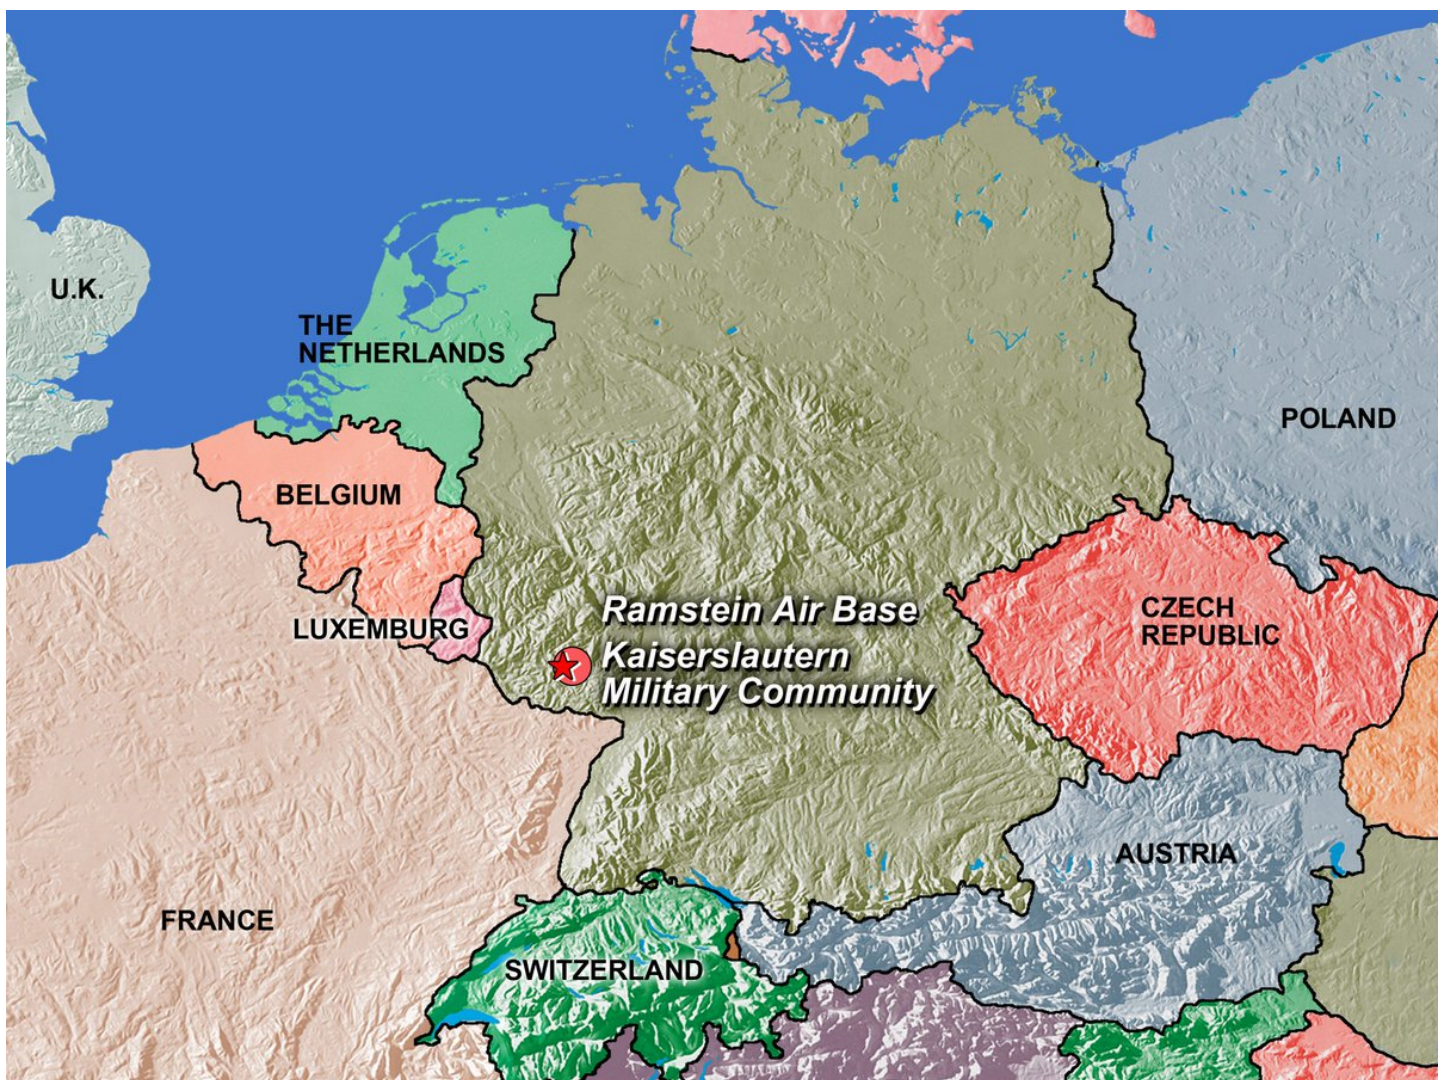 U.K.
THE
NETHERLANDS
POLAND
BELGIUM
Ramstein Air Base
CZECH
REPUBLIC
LUXEMBURG
Kaiserslautern
Military Community
AUSTRIA
FRANCE
SWITZERLAND